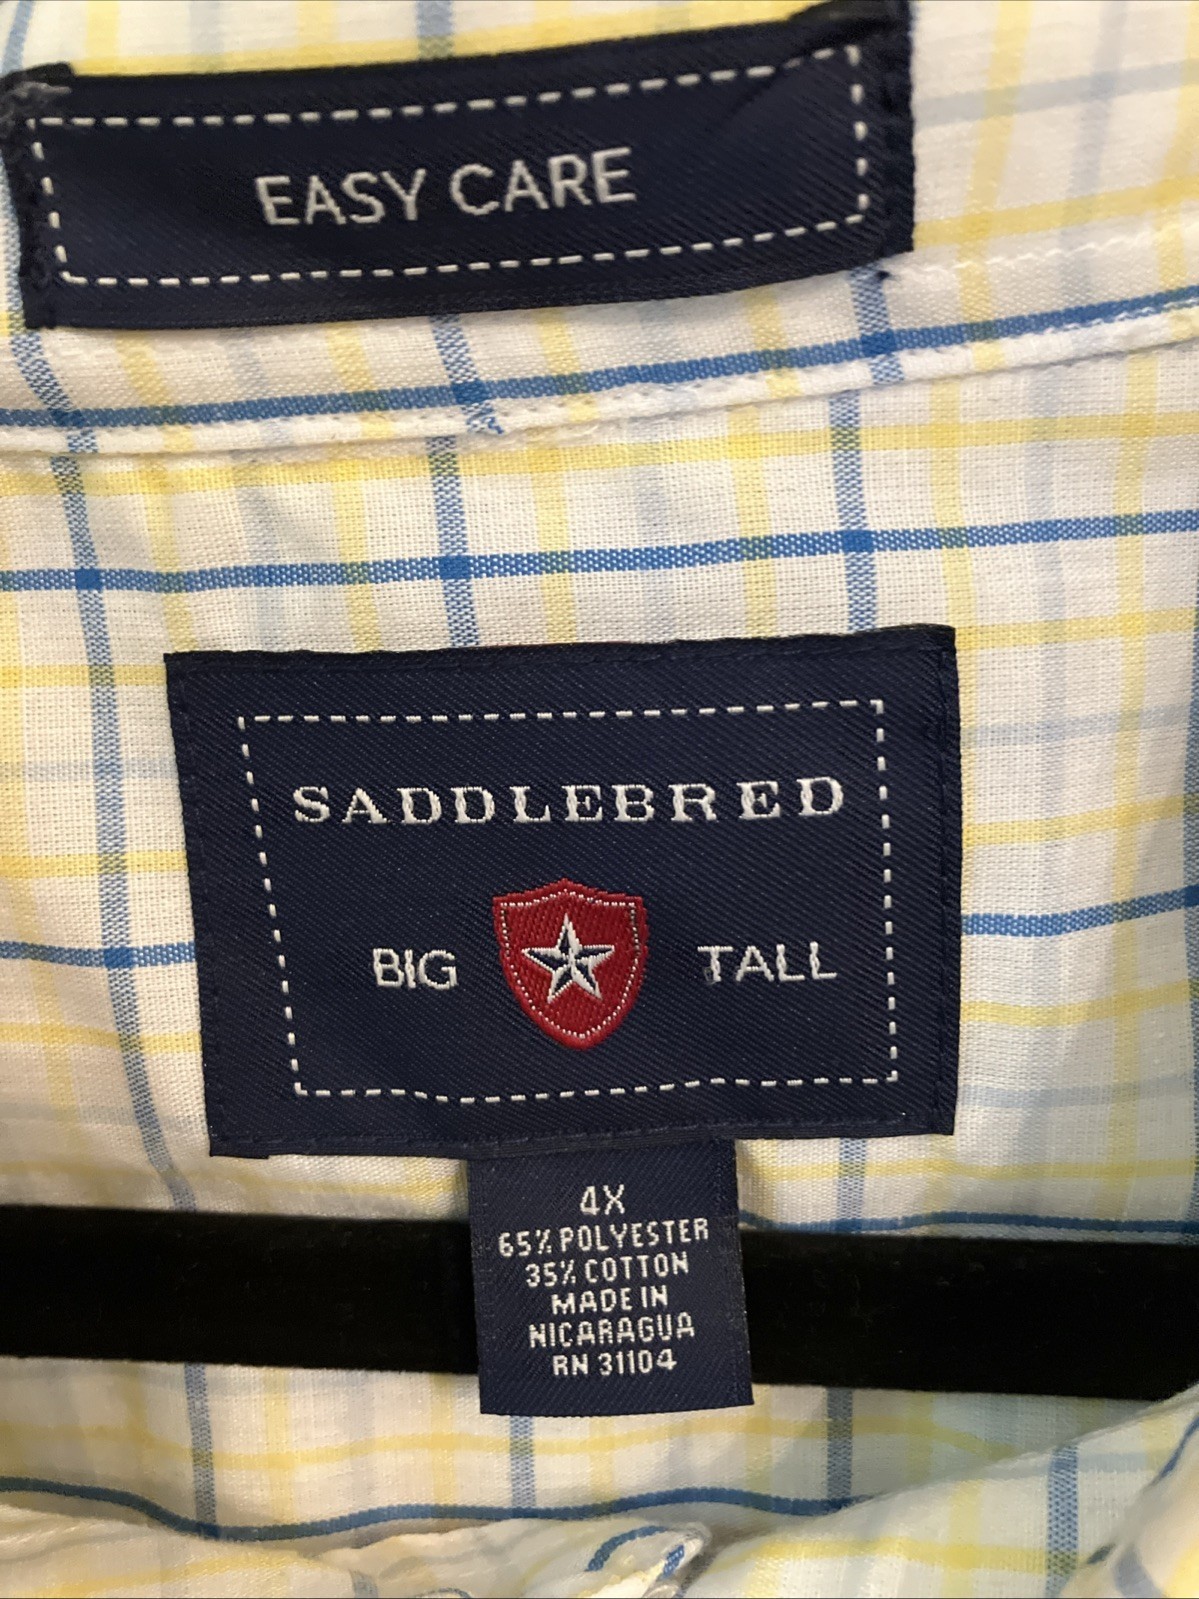 EASY CARE
SADDLEBRED
BIG TALL
4X
65% POLYESTER
35% COTTON
MADE IN
NICARAGUA
RN 31104